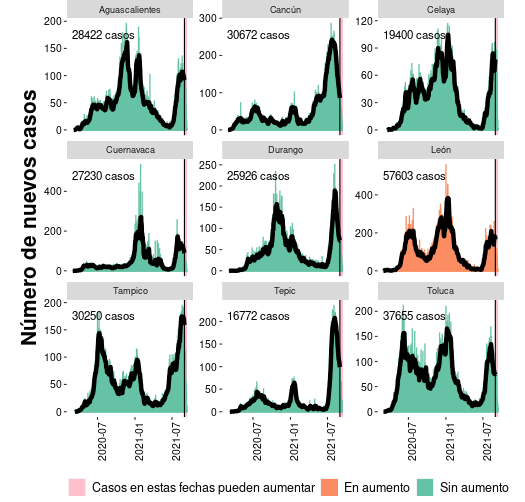 Número de nuevos casos
Aguascalientes
Cancún
Celaya
28422 casos
30672 casos
19400 casos
200
150
100
50
0
300
200
100
0
120
90
60
30
0
Cuernavaca
Durango
León
27230 casos
25926 casos
57603 casos
400
200
0
250
200
150
100
50
0
400
200
0
Tampico
Tepic
Toluca
30250 casos
16772 casos
37655 casos
200
150
100
50
0
200
150
100
50
0
200
150
100
50
0
2020-07
2021-01
2021-07
2020-07
2021-01
2021-07
2020-07
2021-01
2021-07
Casos en estas fechas pueden aumentar
En aumento
Sin aumento